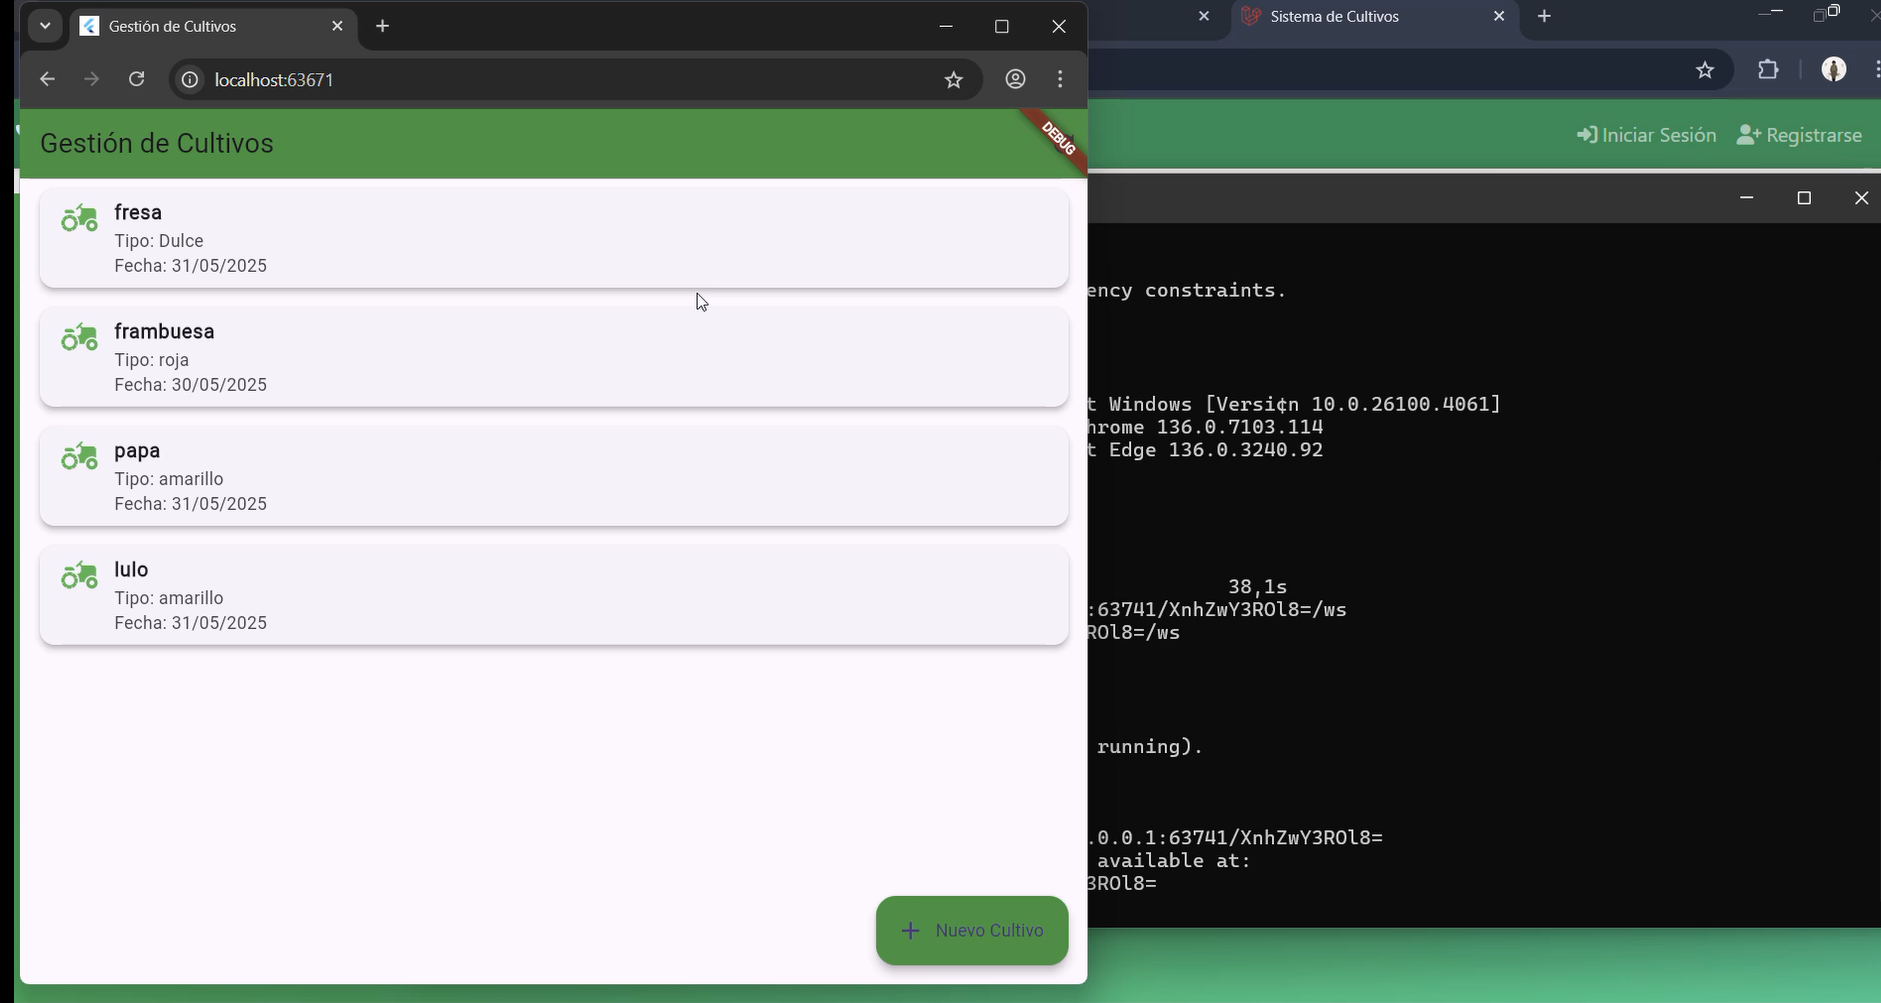 Gestión de Cultivos
localhost:63671
Gestión de Cultivos
DEBUG
fresa
Tipo: Dulce
Fecha: 31/05/2025
frambuesa
Tipo: roja
Fecha: 30/05/2025
papa
Tipo: amarillo
Fecha: 31/05/2025
lulo
Tipo: amarillo
Fecha: 31/05/2025
Nuevo Cultivo
Sistema de Cultivos
Iniciar Sesión
Registrarse
ency constraints.
t Windows [Versi¢n 10.0.26100.4061]
hrome 136.0.7103.114
t Edge 136.0.3240.92
38,1s
:63741/XnhZwY3ROl8=/ws
ROl8=/ws
running).
.0.0.1:63741/XnhZwY3ROl8=
available at:
3ROl8=